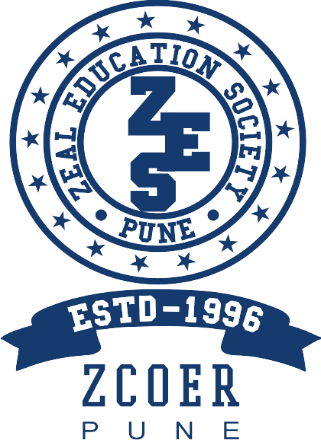 ZEAL EDUCATION SOCIETY
ZES
PUNE
ESTD-1996
ZCOER
PUNE